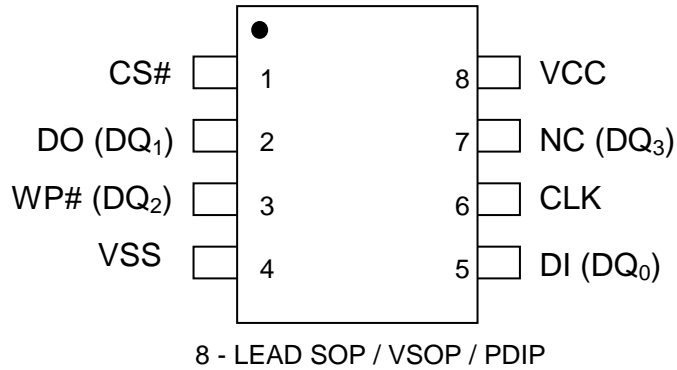 CS# 1 8 VCC
DO (DQ₁) 2 7 NC (DQ₃)
WP# (DQ₂) 3 6 CLK
VSS 4 5 DI (DQ₀)
8 - LEAD SOP / VSOP / PDIP